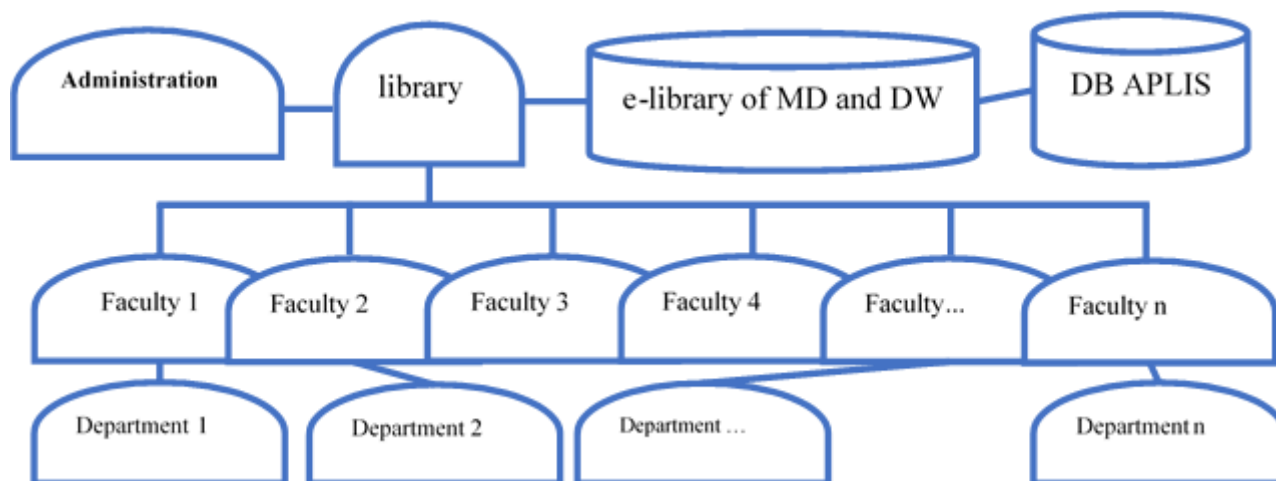 Administration
library
e-library of MD and DW
DB APLIS
Faculty 1
Faculty 2
Faculty 3
Faculty 4
Faculty...
Faculty n
Department 1
Department 2
Department …
Department n